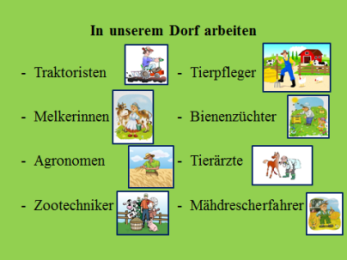 In unserem Dorf arbeiten
- Traktoristen
- Melkerinnen
- Agronomen
- Zootechniker
- Tierpfleger
- Bienenzüchter
- Tierärzte
- Mähdrescherfahrer